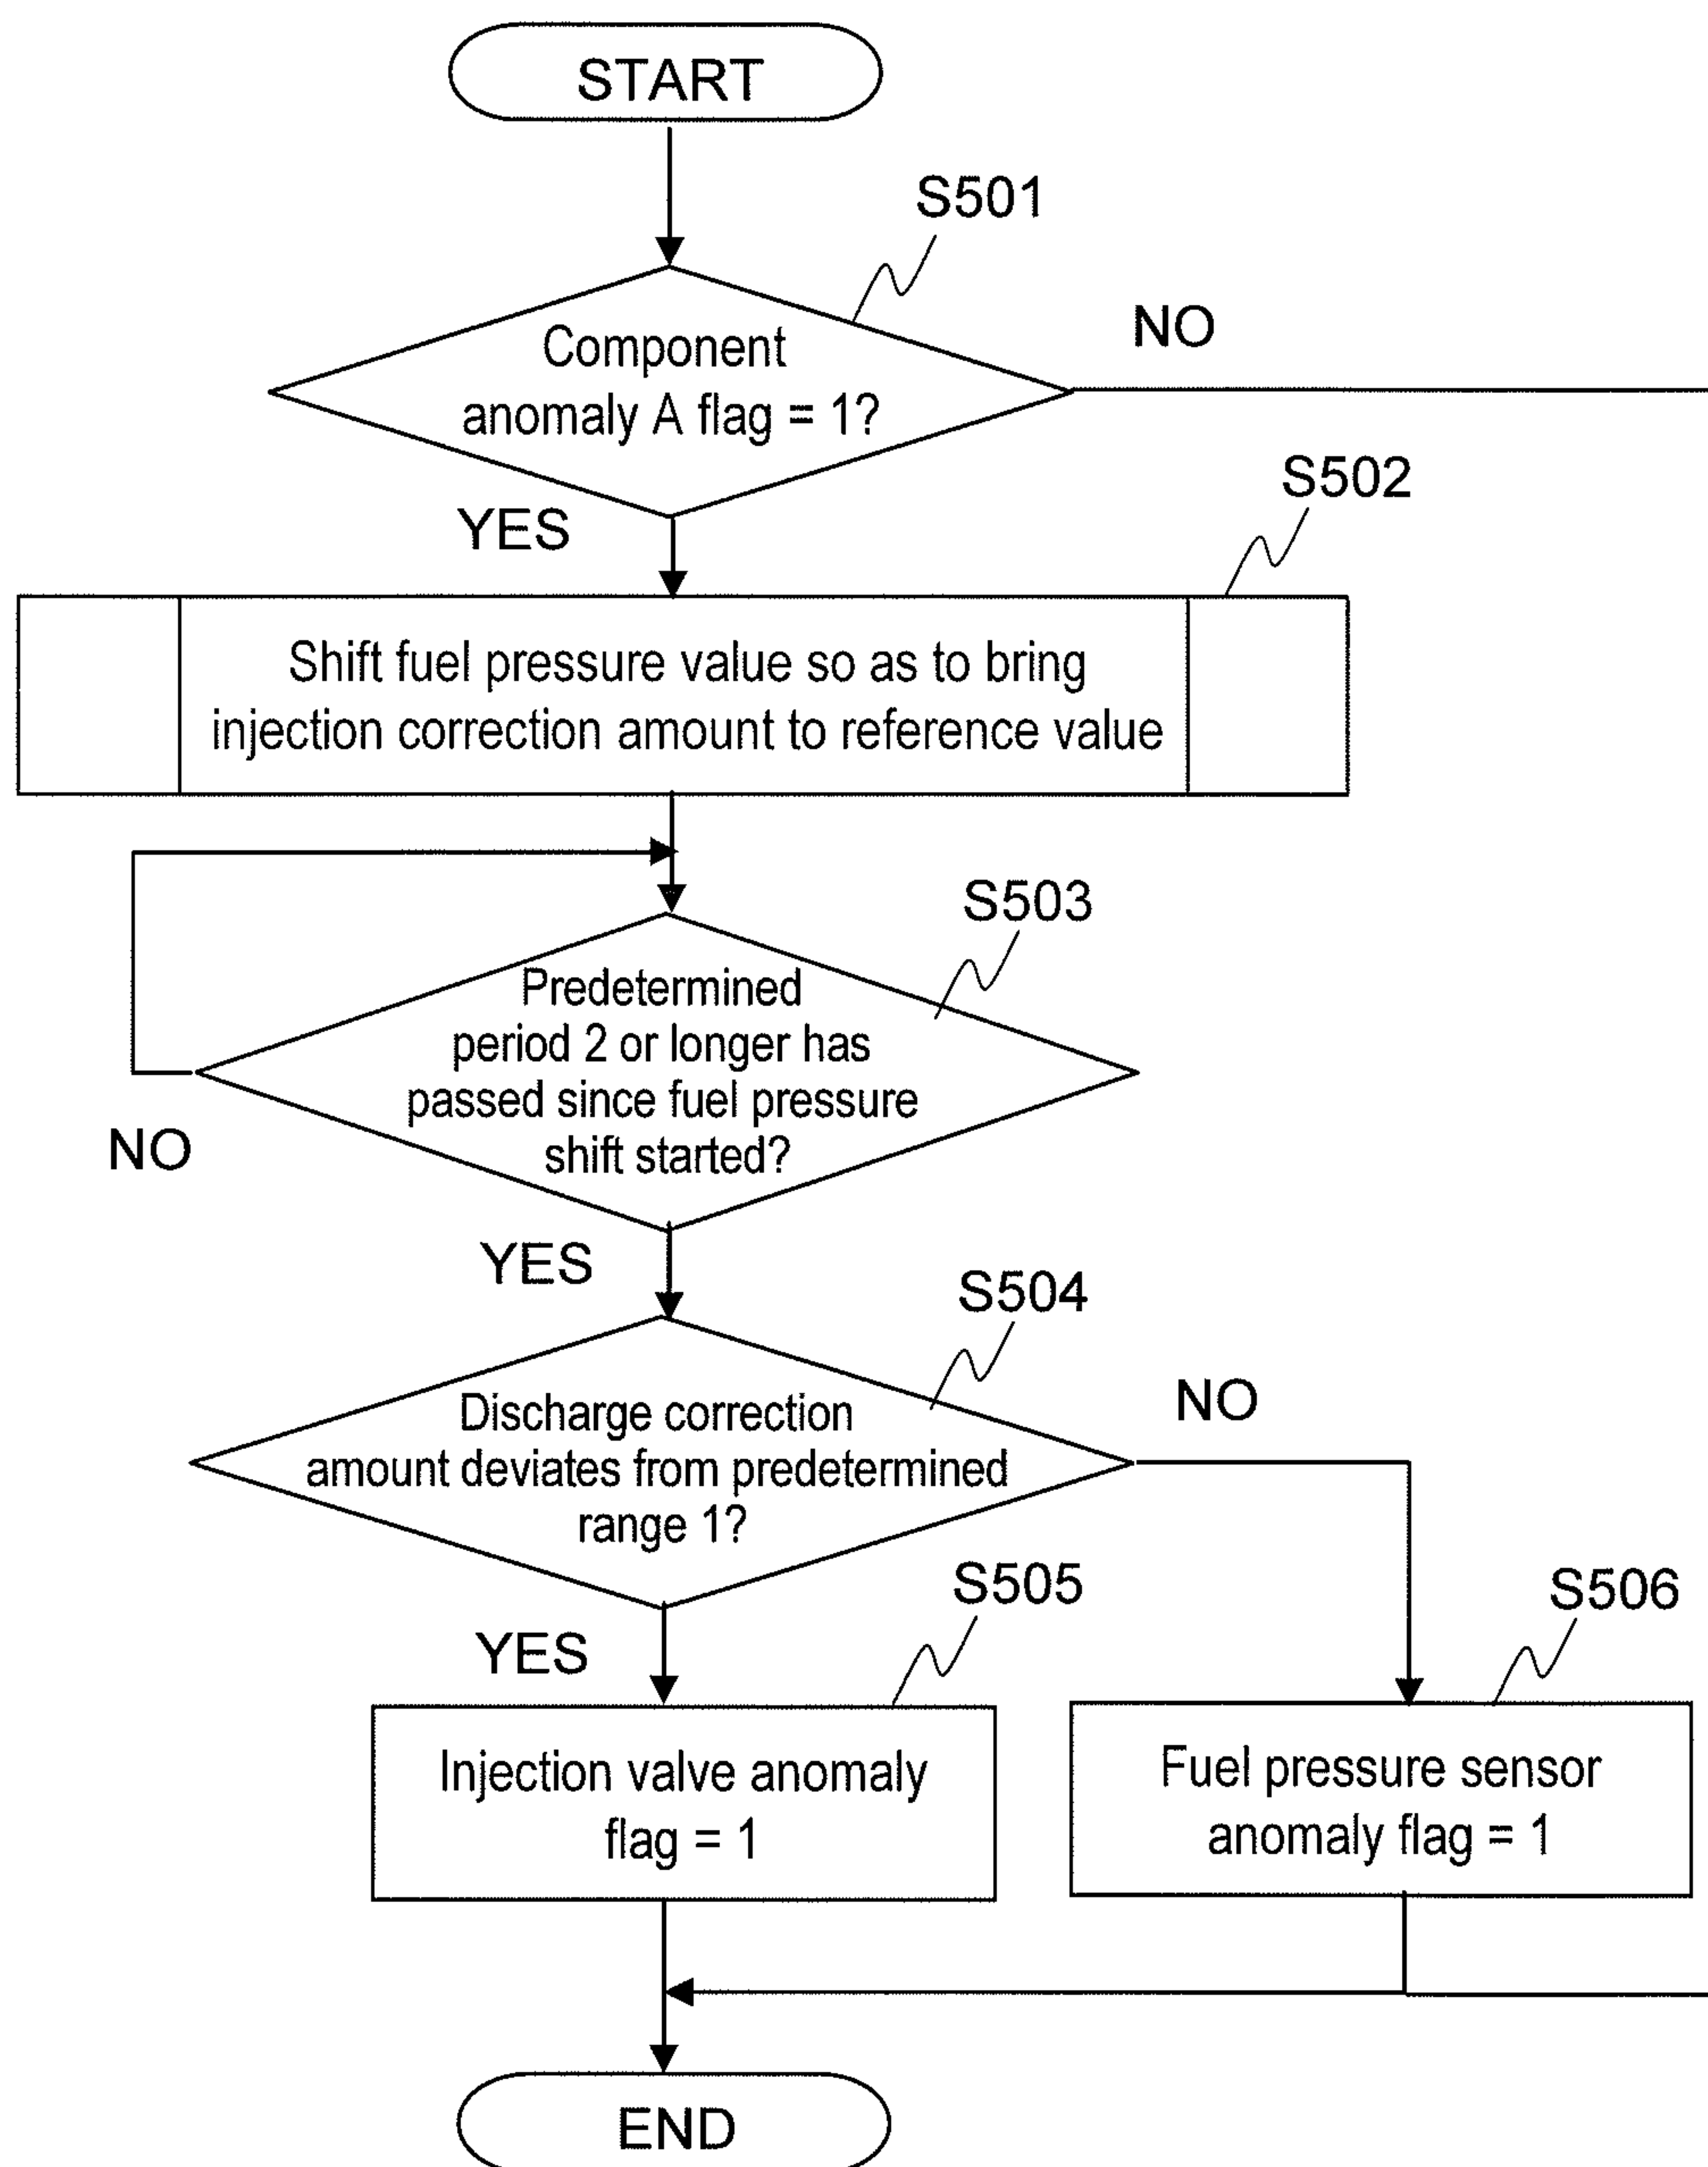 START
S501
Component
anomaly A flag = 1?
NO
YES
S502
Shift fuel pressure value so as to bring
injection correction amount to reference value
S503
Predetermined
period 2 or longer has
passed since fuel pressure
shift started?
NO
YES
S504
Discharge correction
amount deviates from predetermined
range 1?
NO
YES
S505
Injection valve anomaly
flag = 1
S506
Fuel pressure sensor
anomaly flag = 1
END